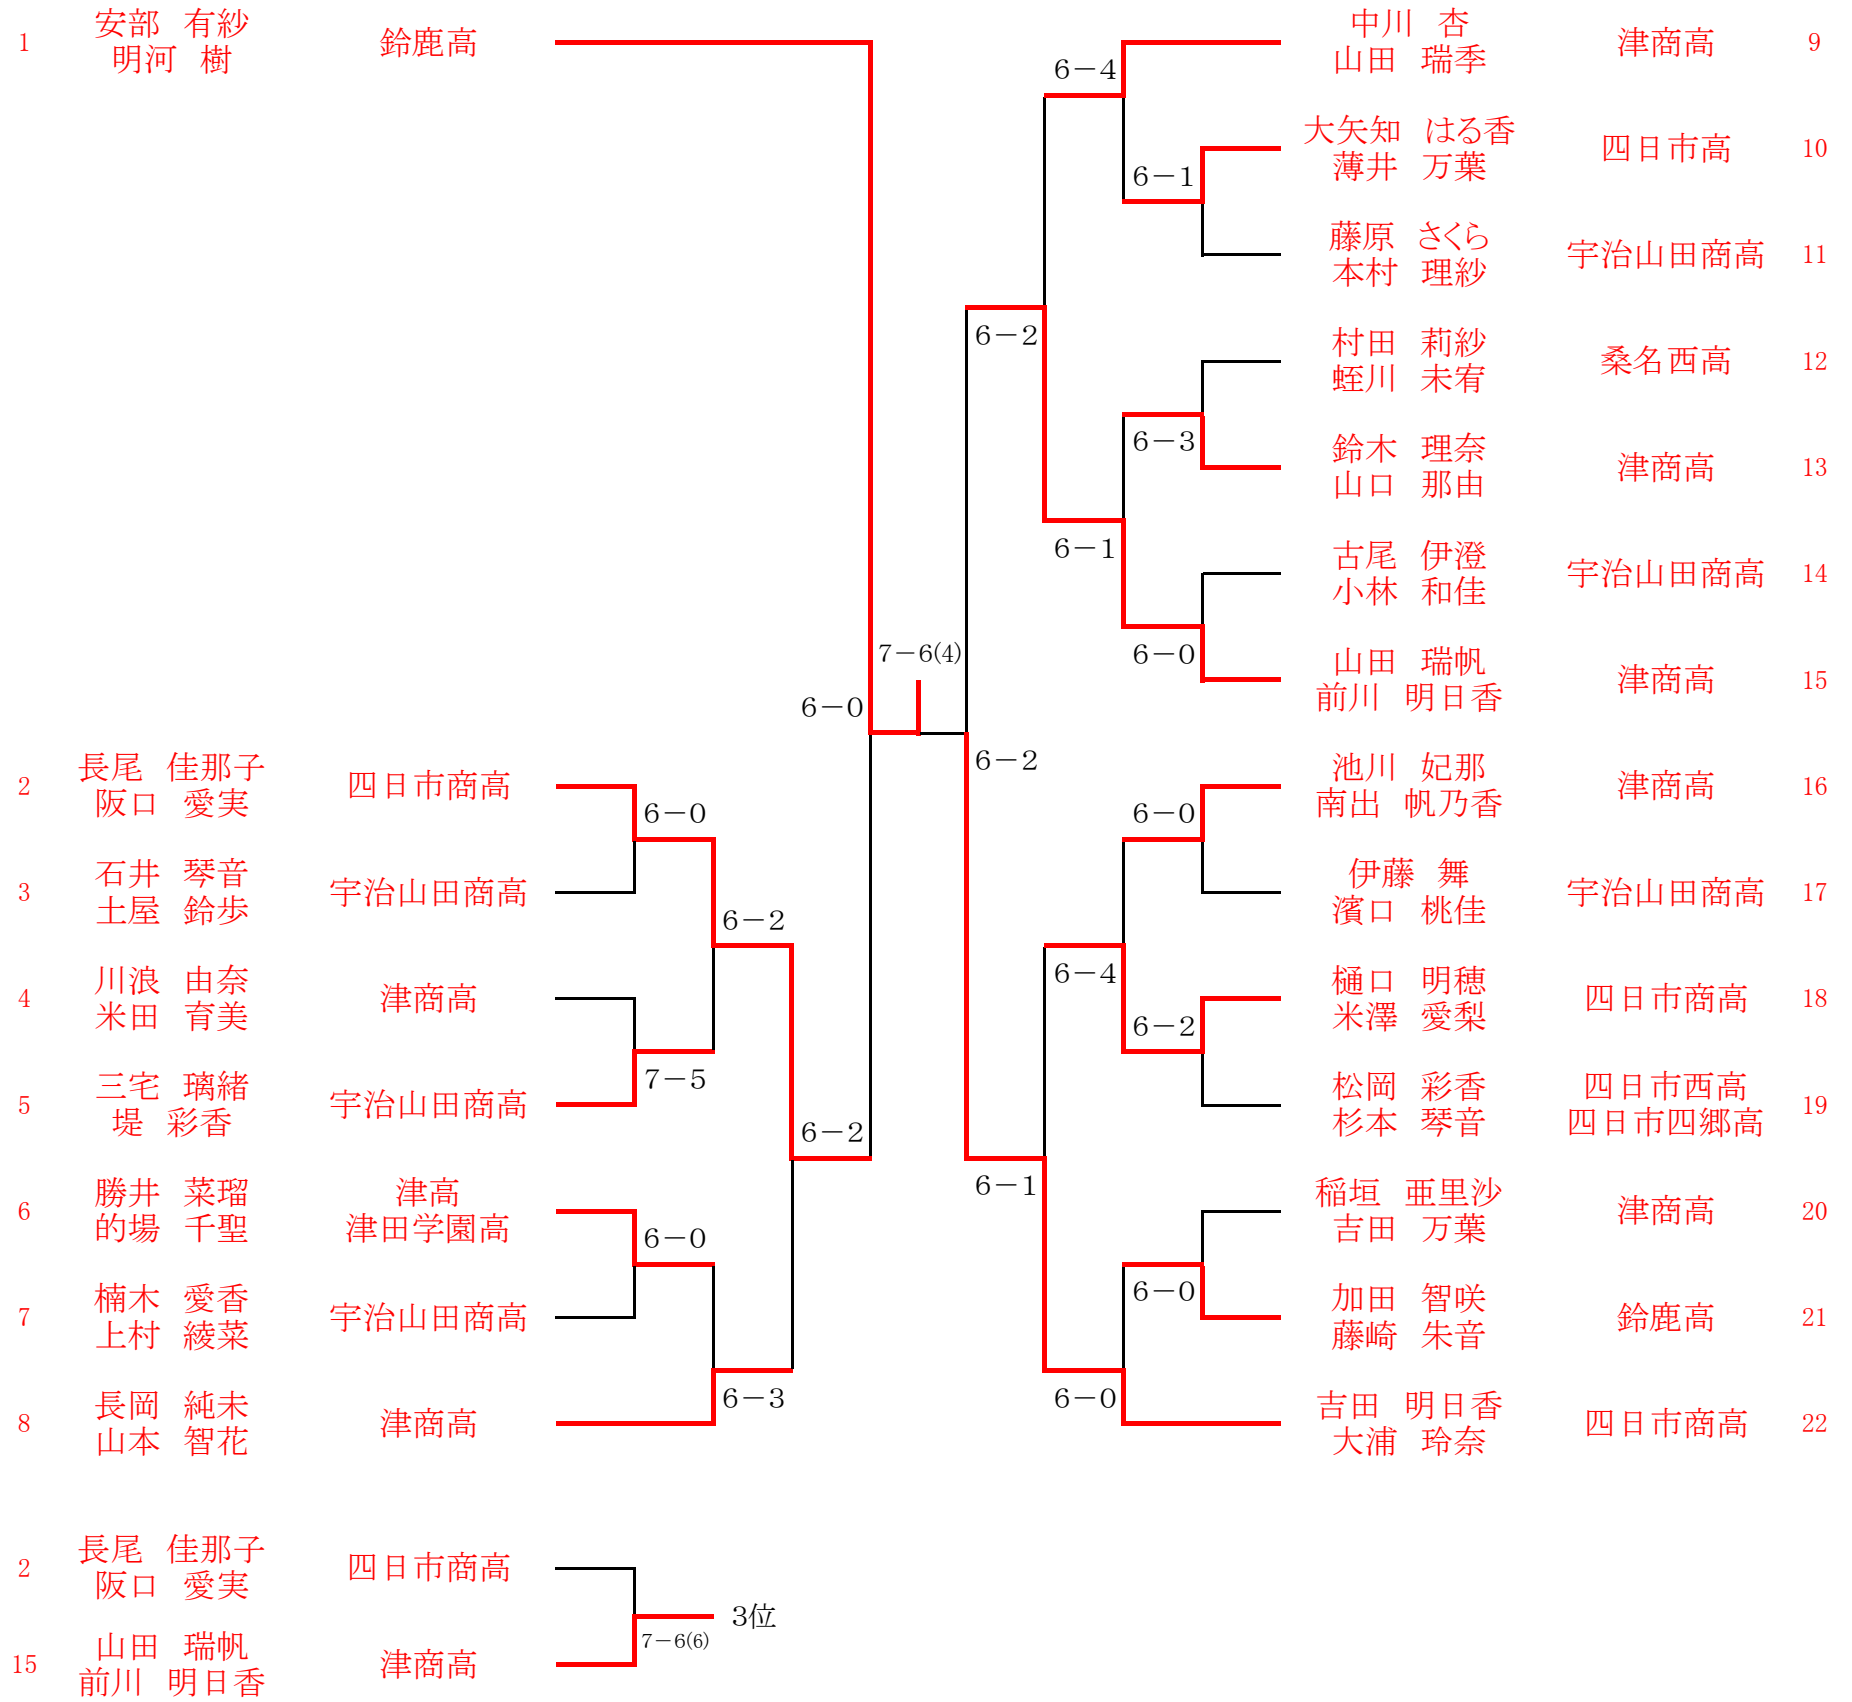 1 安部 有紗 鈴鹿高
明河 樹
2 長尾 佳那子 四日市商高
阪口 愛実
3 石井 琴音 宇治山田商高
土屋 鈴歩
4 川浪 由奈 津商高
米田 育美
5 三宅 璃緒 宇治山田商高
堤 彩香
6 勝井 菜瑠 津高
的場 千聖 津田学園高
7 楠木 愛香 宇治山田商高
上村 綾菜
8 長岡 純未 津商高
山本 智花
6-0
6-2
7-5
6-0
6-3
6-2
6-0
7-6(4)
6-2
6-2
6-4
6-1
6-3
6-1
6-0
6-0
6-4
6-2
6-1
6-0
6-0
中川 杏 津商高 9
山田 瑞季
大矢知 はる香 四日市高 10
薄井 万葉
藤原 さくら 宇治山田商高 11
本村 理紗
村田 莉紗 桑名西高 12
蛭川 未宥
鈴木 理奈 津商高 13
山口 那由
古尾 伊澄 宇治山田商高 14
小林 和佳
山田 瑞帆 津商高 15
前川 明日香
池川 妃那 津商高 16
南出 帆乃香
伊藤 舞 宇治山田商高 17
濱口 桃佳
樋口 明穂 四日市商高 18
米澤 愛梨
松岡 彩香 四日市西高 19
杉本 琴音 四日市四郷高
稲垣 亜里沙 津商高 20
吉田 万葉
加田 智咲 鈴鹿高 21
藤崎 朱音
吉田 明日香 四日市商高 22
大浦 玲奈
2 長尾 佳那子 四日市商高
阪口 愛実
3位
7-6(6)
15 山田 瑞帆 津商高
前川 明日香